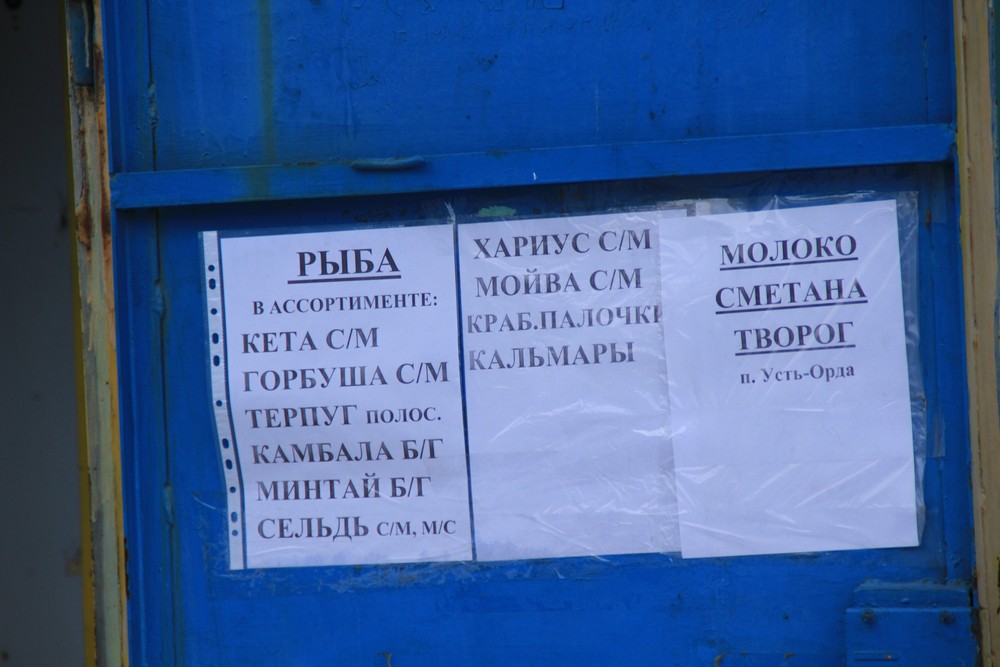 РЫБА
В АССОРТИМЕНТЕ:
КЕТА С/М
ГОРБУША С/М
ТЕРПУГ ПОЛОС.
КАМБАЛА Б/Г
МИНТАЙ Б/Г
СЕЛЬДЬ С/М, М/С
ХАРИУС С/М
МОЙВА С/М
КРАБ.ПАЛОЧКИ
КАЛЬМАРЫ
МОЛОКО
СМЕТАНА
ТВОРОГ
п. Усть-Орда